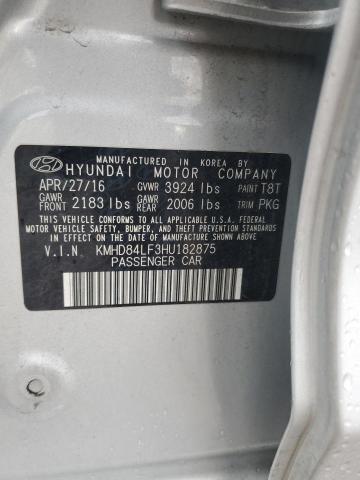 MANUFACTURED IN KOREA BY
HYUNDAI MOTOR COMPANY
APR/27/16 GVWR 3924 lbs PAINT T8T
GAWR FRONT 2183 lbs GAWR REAR 2006 lbs TRIM PKG
THIS VEHICLE CONFORMS TO ALL APPLICABLE U.S.A. FEDERAL
MOTOR VEHICLE SAFETY, BUMPER, AND THEFT PREVENTION
STANDARDS IN EFFECT ON THE DATE OF MANUFACTURE SHOWN ABOVE.
V.I.N. KMHD84LF3HU182875
PASSENGER CAR